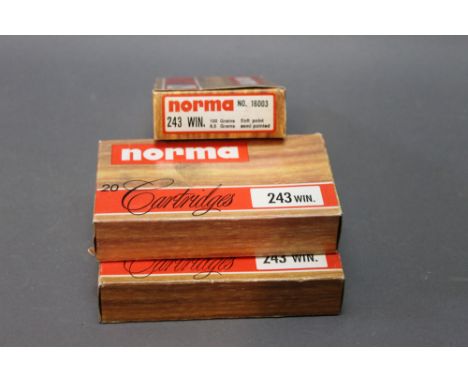 norma NO. 16003
243 WIN. 100 Grains Soft point
6.5 Grams semi pointed
norma
20 Cartridges 243 WIN.
Cartridges 243 WIN.